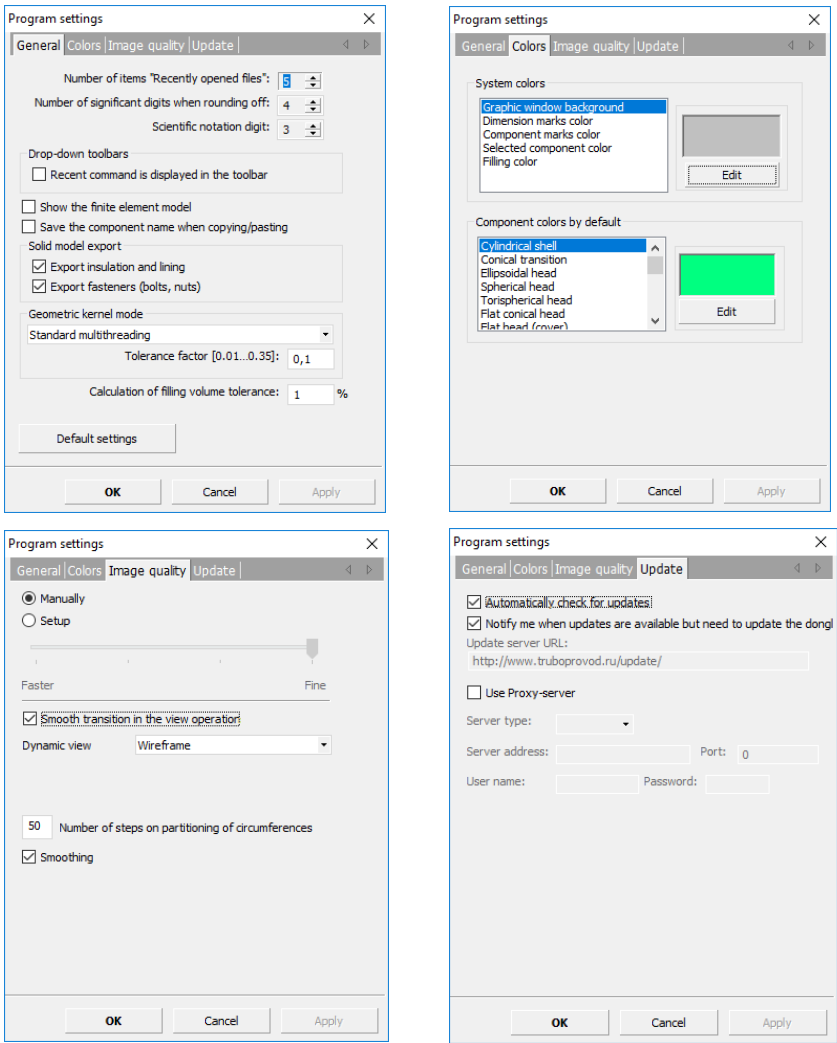 Program settings
General Colors Image quality Update
Number of items "Recently opened files": 5
Number of significant digits when rounding off: 4
Scientific notation digit: 3
Drop-down toolbars
Recent command is displayed in the toolbar
Show the finite element model
Save the component name when copying/pasting
Solid model export
Export insulation and lining
Export fasteners (bolts, nuts)
Geometric kernel mode
Standard multithreading
Tolerance factor [0.01...0.35]: 0,1
Calculation of filling volume tolerance: 1 %
Default settings
OK Cancel Apply
Program settings
General Colors Image quality Update
System colors
Graphic window background
Dimension marks color
Component marks color
Selected component color
Filling color
Edit
Component colors by default
Cylindrical shell
Conical transition
Ellipsoidal head
Spherical head
Torispherical head
Flat conical head
Flat head (cover)
Edit
OK Cancel Apply
Program settings
General Colors Image quality Update
Manually
Setup
Faster Fine
Smooth transition in the view operation
Dynamic view Wireframe
50 Number of steps on partitioning of circumferences
Smoothing
OK Cancel Apply
Program settings
General Colors Image quality Update
Automatically check for updates
Notify me when updates are available but need to update the dongl
Update server URL:
http://www.truboprovod.ru/update/
Use Proxy-server
Server type:
Server address: Port: 0
User name: Password:
OK Cancel Apply